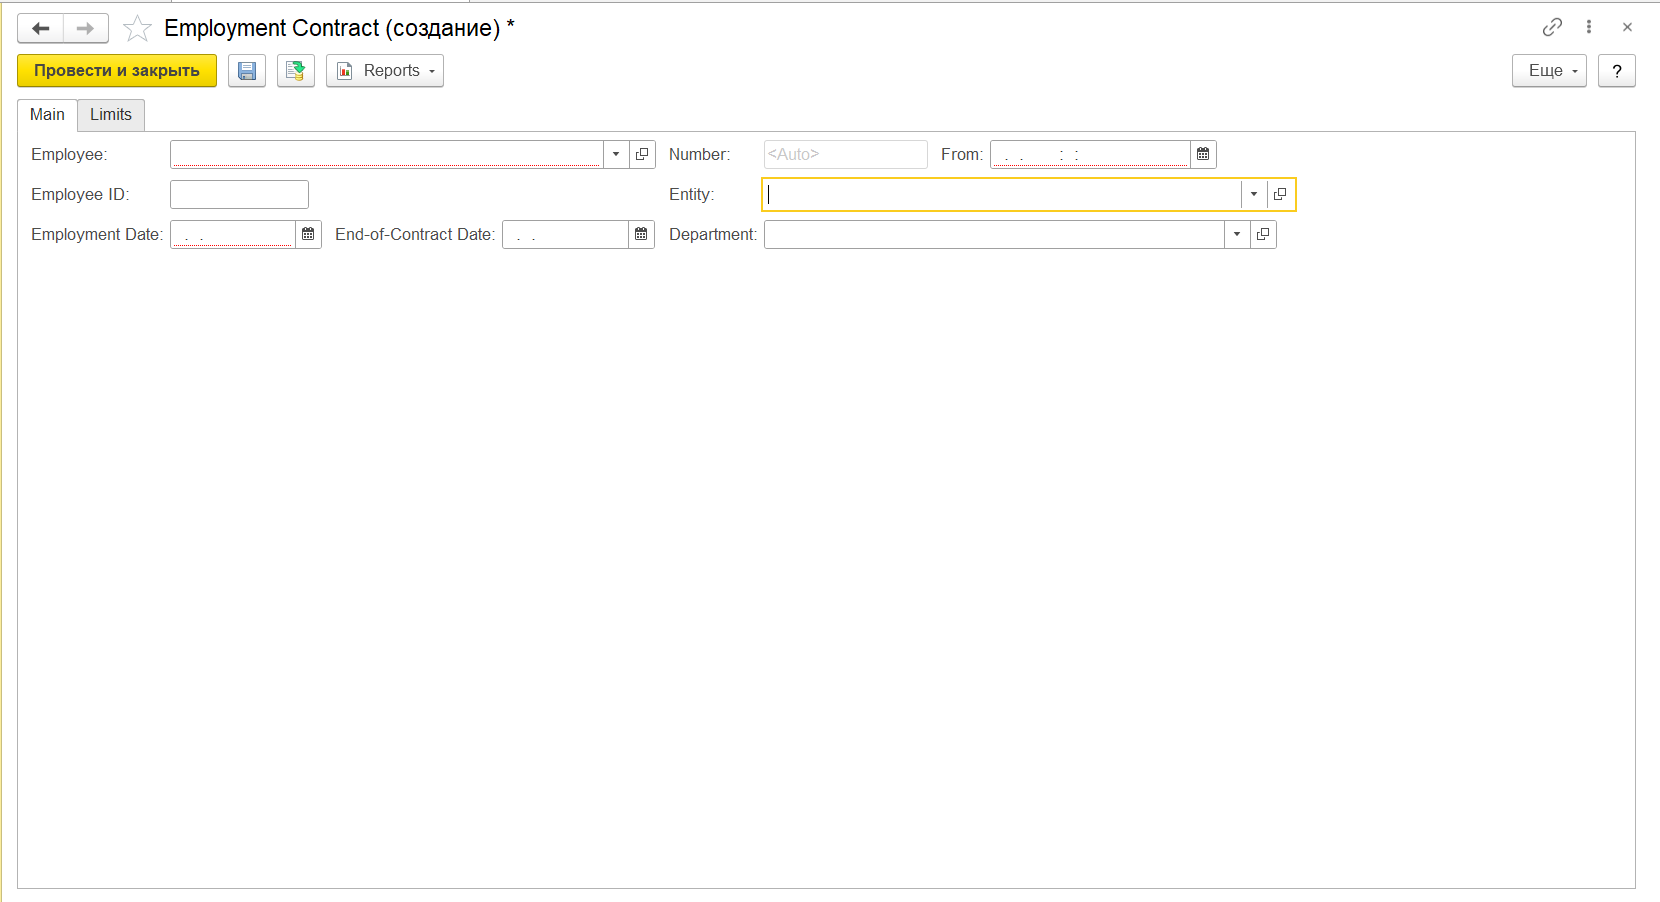 Employment Contract (создание) *
Провести и закрыть Reports Еще ?
Main Limits
Employee: Number: <Auto> From: . . : :
Employee ID: Entity:
Employment Date: . . End-of-Contract Date: . . Department: